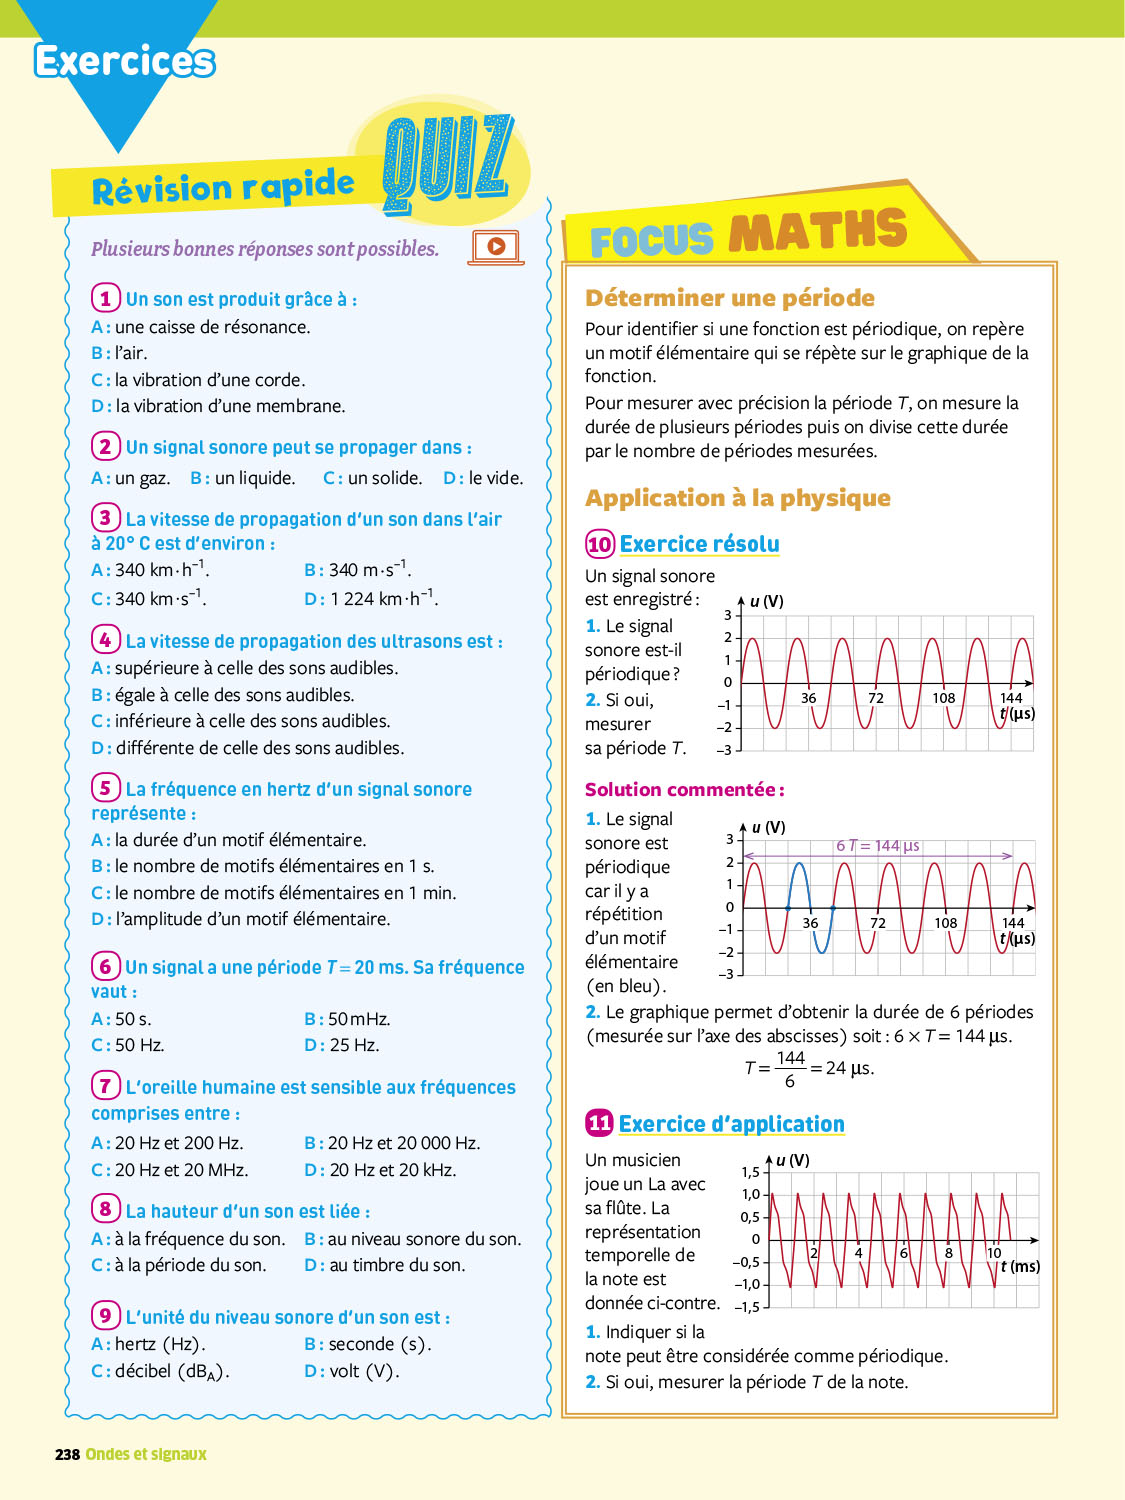 Exercices
Révision rapide QUIZ
Plusieurs bonnes réponses sont possibles.
1 Un son est produit grâce à :
A : une caisse de résonance.
B : l'air.
C : la vibration d'une corde.
D : la vibration d'une membrane.
2 Un signal sonore peut se propager dans :
A : un gaz. B : un liquide. C : un solide. D : le vide.
3 La vitesse de propagation d'un son dans l'air
à 20° C est d'environ :
A : 340 km·h⁻¹. B : 340 m·s⁻¹.
C : 340 km·s⁻¹. D : 1 224 km·h⁻¹.
4 La vitesse de propagation des ultrasons est :
A : supérieure à celle des sons audibles.
B : égale à celle des sons audibles.
C : inférieure à celle des sons audibles.
D : différente de celle des sons audibles.
5 La fréquence en hertz d'un signal sonore
représente :
A : la durée d'un motif élémentaire.
B : le nombre de motifs élémentaires en 1 s.
C : le nombre de motifs élémentaires en 1 min.
D : l'amplitude d'un motif élémentaire.
6 Un signal a une période T = 20 ms. Sa fréquence
vaut :
A : 50 s. B : 50 mHz.
C : 50 Hz. D : 25 Hz.
7 L'oreille humaine est sensible aux fréquences
comprises entre :
A : 20 Hz et 200 Hz. B : 20 Hz et 20 000 Hz.
C : 20 Hz et 20 MHz. D : 20 Hz et 20 kHz.
8 La hauteur d'un son est liée :
A : à la fréquence du son. B : au niveau sonore du son.
C : à la période du son. D : au timbre du son.
9 L'unité du niveau sonore d'un son est :
A : hertz (Hz). B : seconde (s).
C : décibel (dBA). D : volt (V).
FOCUS MATHS
Déterminer une période
Pour identifier si une fonction est périodique, on repère
un motif élémentaire qui se répète sur le graphique de la
fonction.
Pour mesurer avec précision la période T, on mesure la
durée de plusieurs périodes puis on divise cette durée
par le nombre de périodes mesurées.
Application à la physique
10 Exercice résolu
Un signal sonore
est enregistré :
1. Le signal
sonore est-il
périodique ?
2. Si oui,
mesurer
sa période T.
u (V)
3
2
1
0
–1
–2
–3
36 72 108 144
t (µs)
Solution commentée :
1. Le signal
sonore est
périodique
car il y a
répétition
d'un motif
élémentaire
(en bleu).
u (V)
6 T = 144 µs
3
2
1
0
–1
–2
–3
36 72 108 144
t (µs)
2. Le graphique permet d'obtenir la durée de 6 périodes
(mesurée sur l'axe des abscisses) soit : 6 × T = 144 µs.
T = 144/6 = 24 µs.
11 Exercice d'application
Un musicien
joue un La avec
sa flûte. La
représentation
temporelle de
la note est
donnée ci-contre.
u (V)
1,5
1,0
0,5
0
–0,5
–1,0
–1,5
2 4 6 8 10
t (ms)
1. Indiquer si la
note peut être considérée comme périodique.
2. Si oui, mesurer la période T de la note.
238 Ondes et signaux